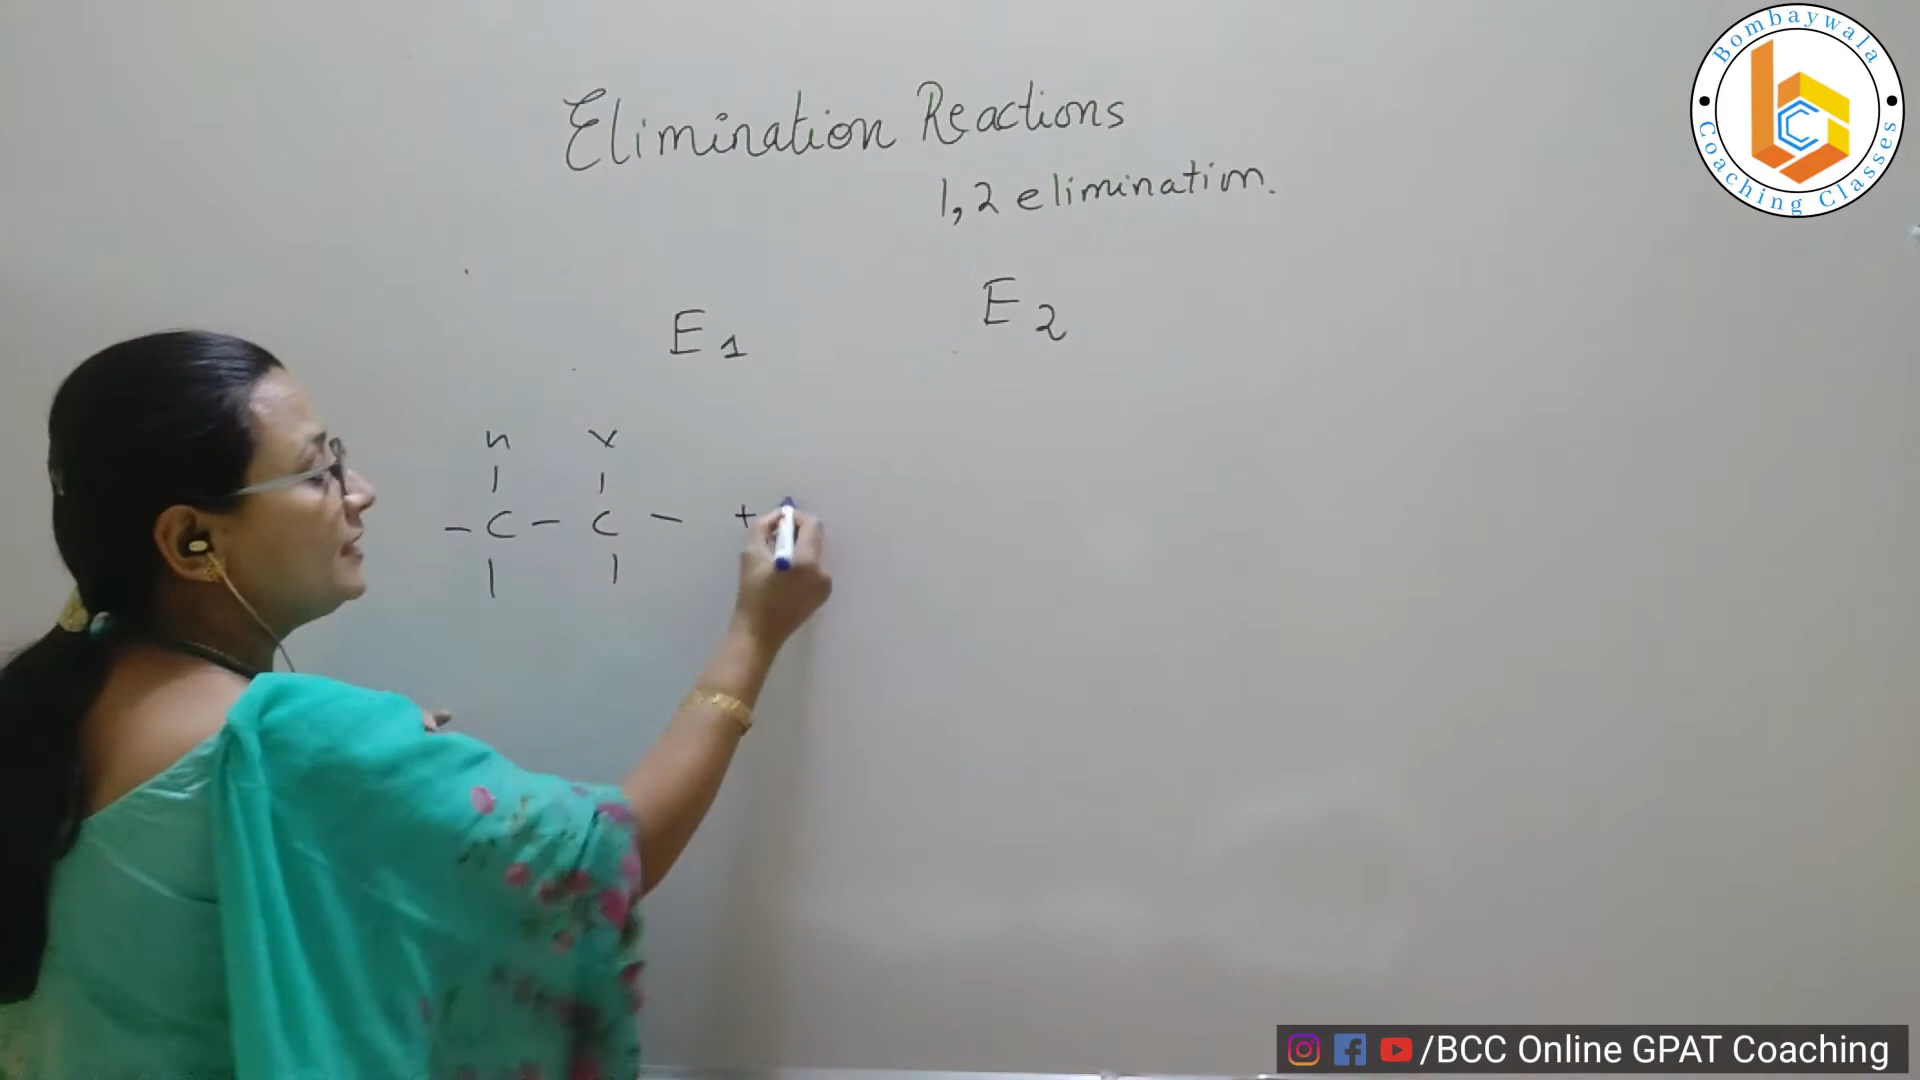 Bombaywala
Coaching Classes
Elimination Reactions
1,2 elimination.
E1
E2
H X
| |
– C – C – +
| |
/BCC Online GPAT Coaching